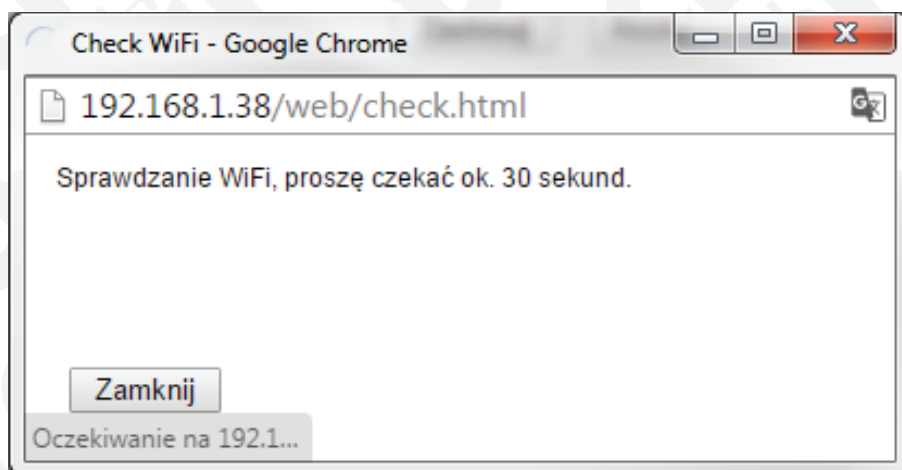 Check WiFi - Google Chrome
192.168.1.38/web/check.html
Sprawdzanie WiFi, proszę czekać ok. 30 sekund.
Zamknij
Oczekiwanie na 192.1...